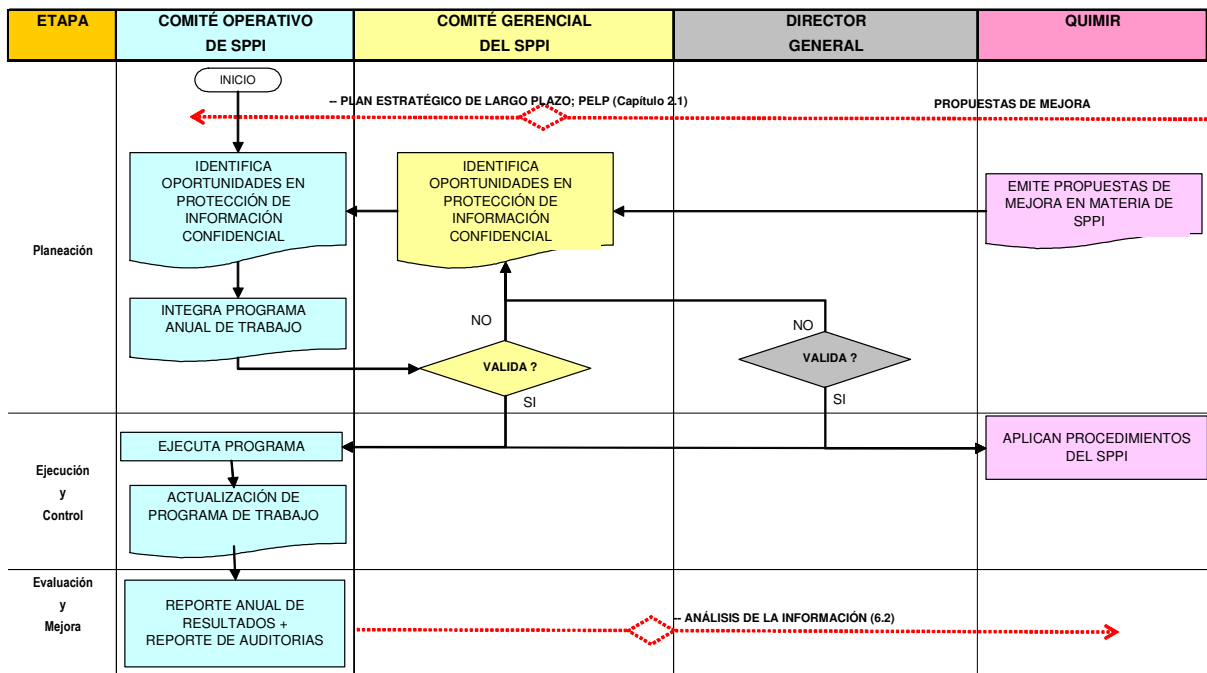 ETAPA
COMITÉ OPERATIVO
DE SPPI
COMITÉ GERENCIAL
DEL SPPI
DIRECTOR
GENERAL
QUIMIR
INICIO
-- PLAN ESTRATÉGICO DE LARGO PLAZO; PELP (Capítulo 2.1)
PROPUESTAS DE MEJORA
Planeación
IDENTIFICA
OPORTUNIDADES EN
PROTECCIÓN DE
INFORMACIÓN
CONFIDENCIAL
IDENTIFICA
OPORTUNIDADES EN
PROTECCIÓN DE
INFORMACIÓN
CONFIDENCIAL
EMITE PROPUESTAS DE
MEJORA EN MATERIA DE
SPPI
INTEGRA PROGRAMA
ANUAL DE TRABAJO
NO
VALIDA ?
SI
NO
VALIDA ?
SI
Ejecución
y
Control
EJECUTA PROGRAMA
APLICAN PROCEDIMIENTOS
DEL SPPI
ACTUALIZACIÓN DE
PROGRAMA DE TRABAJO
Evaluación
y
Mejora
REPORTE ANUAL DE
RESULTADOS +
REPORTE DE AUDITORIAS
-- ANÁLISIS DE LA INFORMACIÓN (6.2)